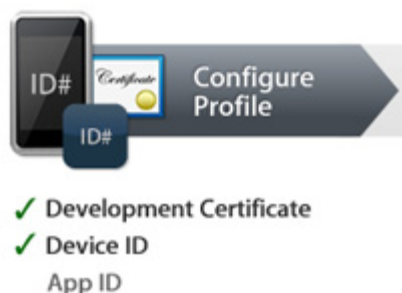 ID#
Certificate
ID#
Configure
Profile
✓ Development Certificate
✓ Device ID
App ID